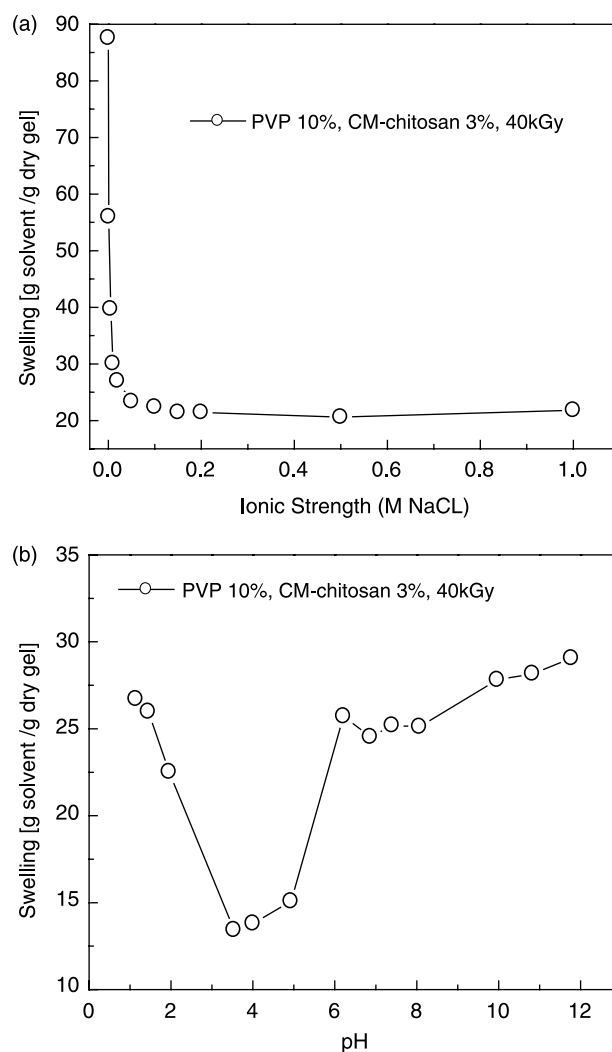 (a)
90
80
70
60
50
40
30
20
Swelling [g solvent /g dry gel]
PVP 10%, CM-chitosan 3%, 40kGy
0.0 0.2 0.4 0.6 0.8 1.0
Ionic Strength (M NaCL)
(b)
35
30
25
20
15
10
Swelling [g solvent /g dry gel]
PVP 10%, CM-chitosan 3%, 40kGy
0 2 4 6 8 10 12
pH